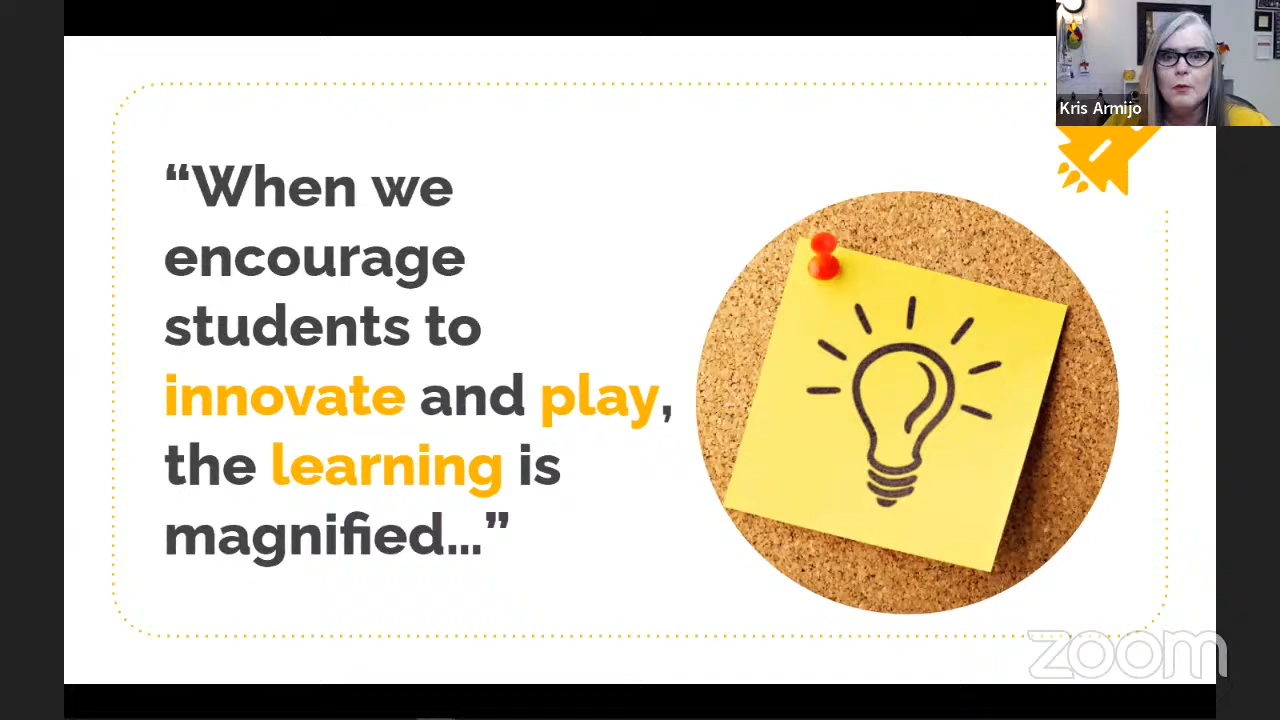 Kris Armijo
“When we
encourage
students to
innovate and play,
the learning is
magnified...”
zoom